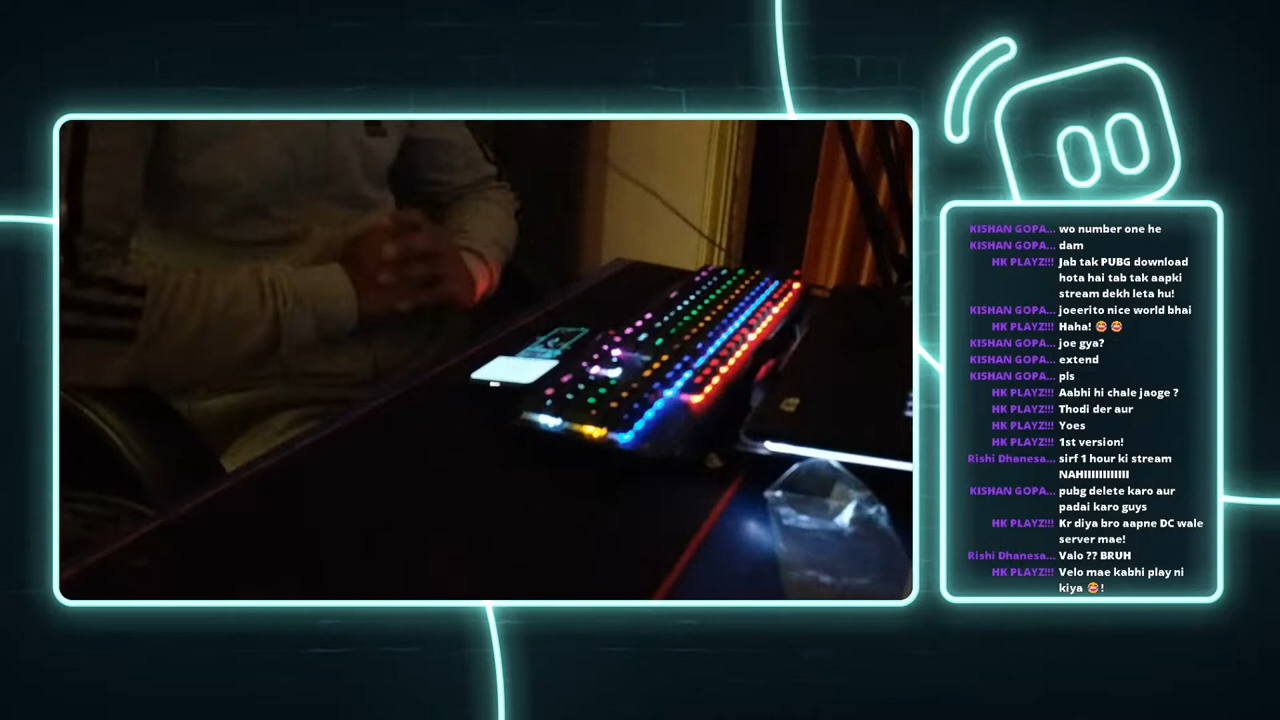 KISHAN GOPA... wo number one he
KISHAN GOPA... dam
HK PLAYZ!!! Jab tak PUBG download
hota hai tab tak aapki
stream dekh leta hu!
KISHAN GOPA... joeerito nice world bhai
HK PLAYZ!!! Haha! 🥰 🥰
KISHAN GOPA... joe gya?
KISHAN GOPA... extend
KISHAN GOPA... pls
HK PLAYZ!!! Aabhi hi chale jaoge ?
HK PLAYZ!!! Thodi der aur
HK PLAYZ!!! Yoes
HK PLAYZ!!! 1st version!
Rishi Dhanesa... sirf 1 hour ki stream
NAHIIIIIIIIIIII
KISHAN GOPA... pubg delete karo aur
padai karo guys
HK PLAYZ!!! Kr diya bro aapne DC wale
server mae!
Rishi Dhanesa... Valo ?? BRUH
HK PLAYZ!!! Velo mae kabhi play ni
kiya 🥰 !